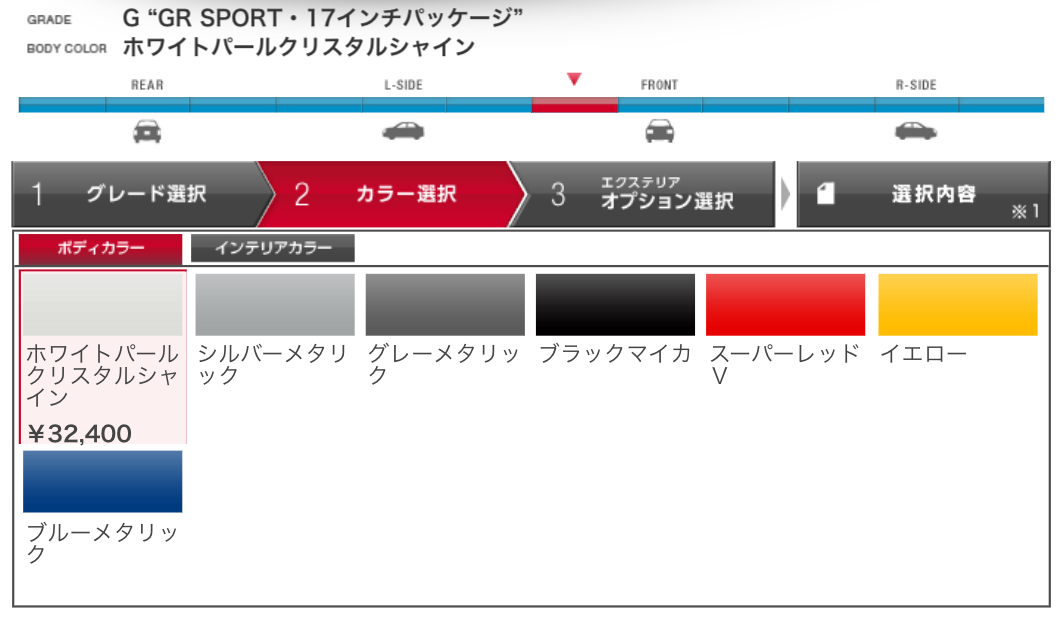 GRADE G “GR SPORT・17インチパッケージ”
BODY COLOR ホワイトパールクリスタルシャイン
REAR L-SIDE FRONT R-SIDE
1 グレード選択
2 カラー選択
3 エクステリア
オプション選択
選択内容
※1
ボディカラー インテリアカラー
ホワイトパール
クリスタルシャ
イン
¥32,400
シルバーメタリ
ック
グレーメタリッ
ク
ブラックマイカ
スーパーレッド
V
イエロー
ブルーメタリッ
ク